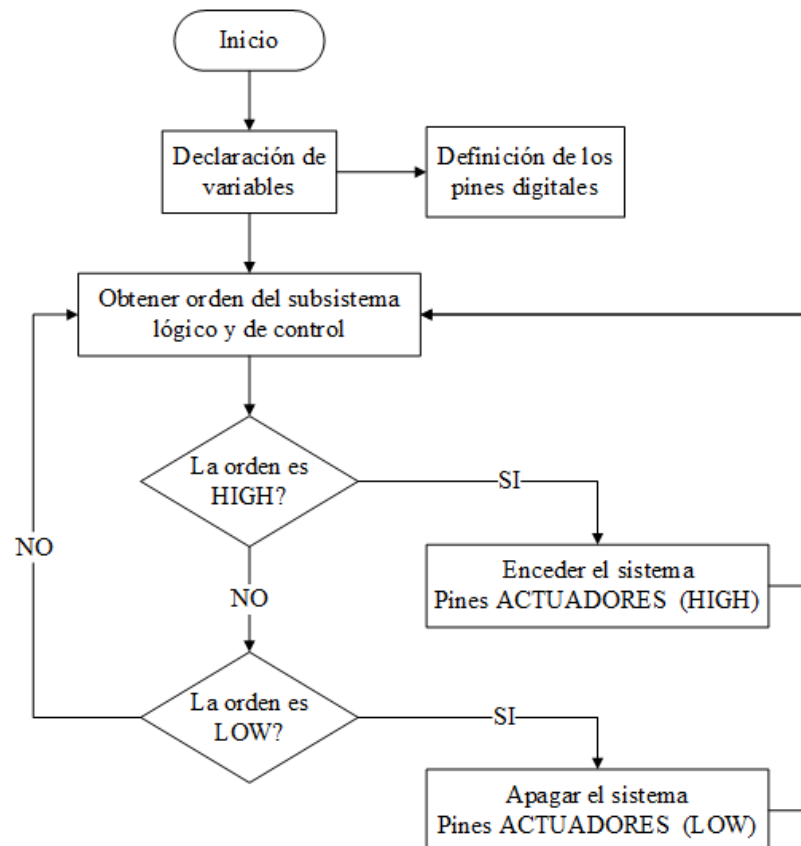 Inicio
Declaración de
variables
Definición de los
pines digitales
Obtener orden del subsistema
lógico y de control
La orden es
HIGH?
SI
NO
NO
Enceder el sistema
Pines ACTUADORES (HIGH)
La orden es
LOW?
SI
Apagar el sistema
Pines ACTUADORES (LOW)